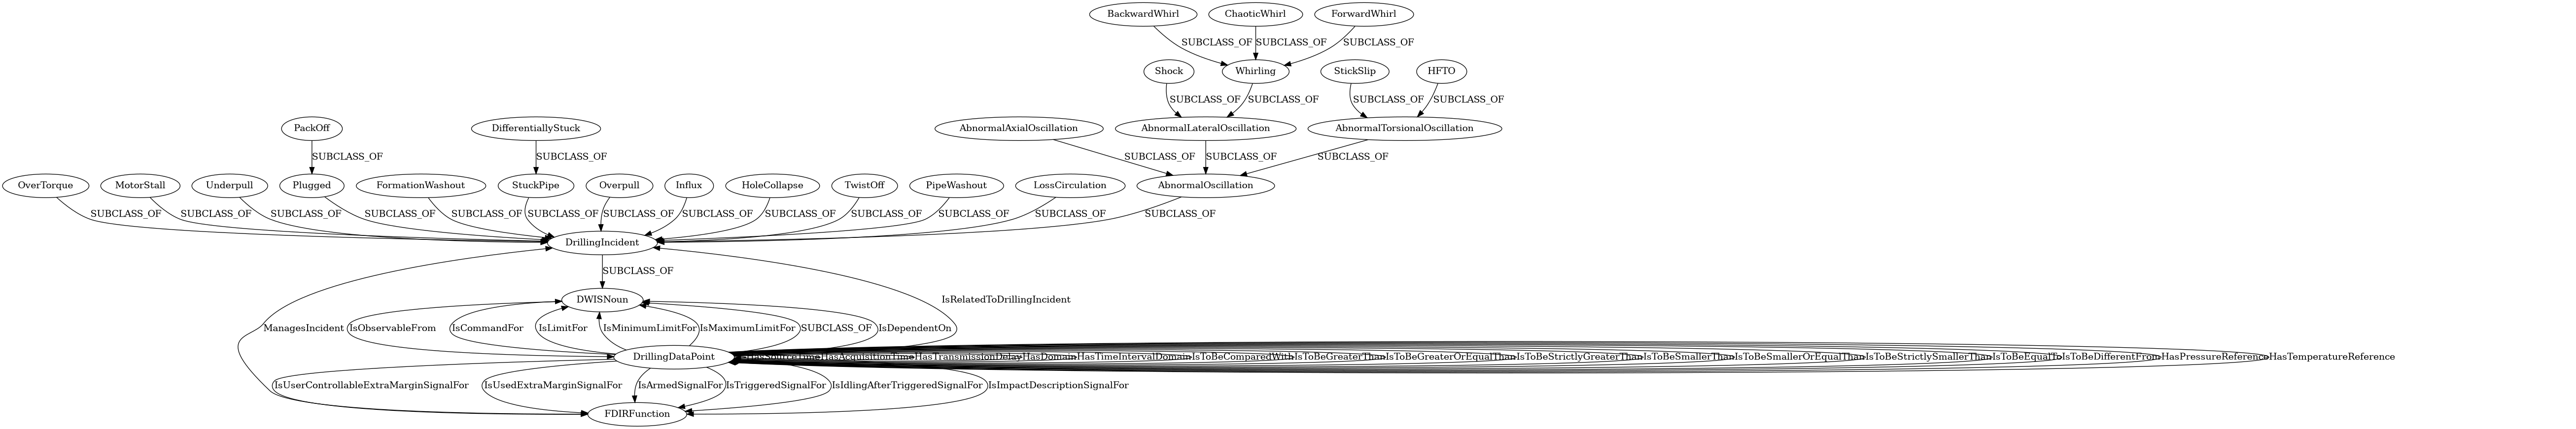 BackwardWhirl ChaoticWhirl ForwardWhirl
SUBCLASS_OF SUBCLASS_OF SUBCLASS_OF
Shock Whirling StickSlip HFTO
SUBCLASS_OF SUBCLASS_OF SUBCLASS_OF SUBCLASS_OF
PackOff DifferentiallyStuck AbnormalAxialOscillation AbnormalLateralOscillation AbnormalTorsionalOscillation
SUBCLASS_OF SUBCLASS_OF SUBCLASS_OF SUBCLASS_OF SUBCLASS_OF
OverTorque MotorStall Underpull Plugged FormationWashout StuckPipe Overpull Influx HoleCollapse TwistOff PipeWashout LossCirculation AbnormalOscillation
SUBCLASS_OF SUBCLASS_OF SUBCLASS_OF SUBCLASS_OF SUBCLASS_OF SUBCLASS_OF SUBCLASS_OF SUBCLASS_OF SUBCLASS_OF SUBCLASS_OF SUBCLASS_OF SUBCLASS_OF SUBCLASS_OF
DrillingIncident
SUBCLASS_OF
DWISNoun IsRelatedToDrillingIncident
ManagesIncident IsObservableFrom IsCommandFor IsLimitFor IsMinimumLimitFor IsMaximumLimitFor SUBCLASS_OF IsDependentOn
DrillingDataPoint HasSourceTime HasAcquisitionTime HasTransmissionDelay HasDomain HasTimeIntervalDomain IsToBeComparedWith IsToBeGreaterThan IsToBeGreaterOrEqualThan IsToBeStrictlyGreaterThan IsToBeSmallerThan IsToBeSmallerOrEqualThan IsToBeStrictlySmallerThan IsToBeEqualTo IsToBeDifferentFrom HasPressureReference HasTemperatureReference
IsUserControllableExtraMarginSignalFor IsUsedExtraMarginSignalFor IsArmedSignalFor IsTriggeredSignalFor IsIdlingAfterTriggeredSignalFor IsImpactDescriptionSignalFor
FDIRFunction